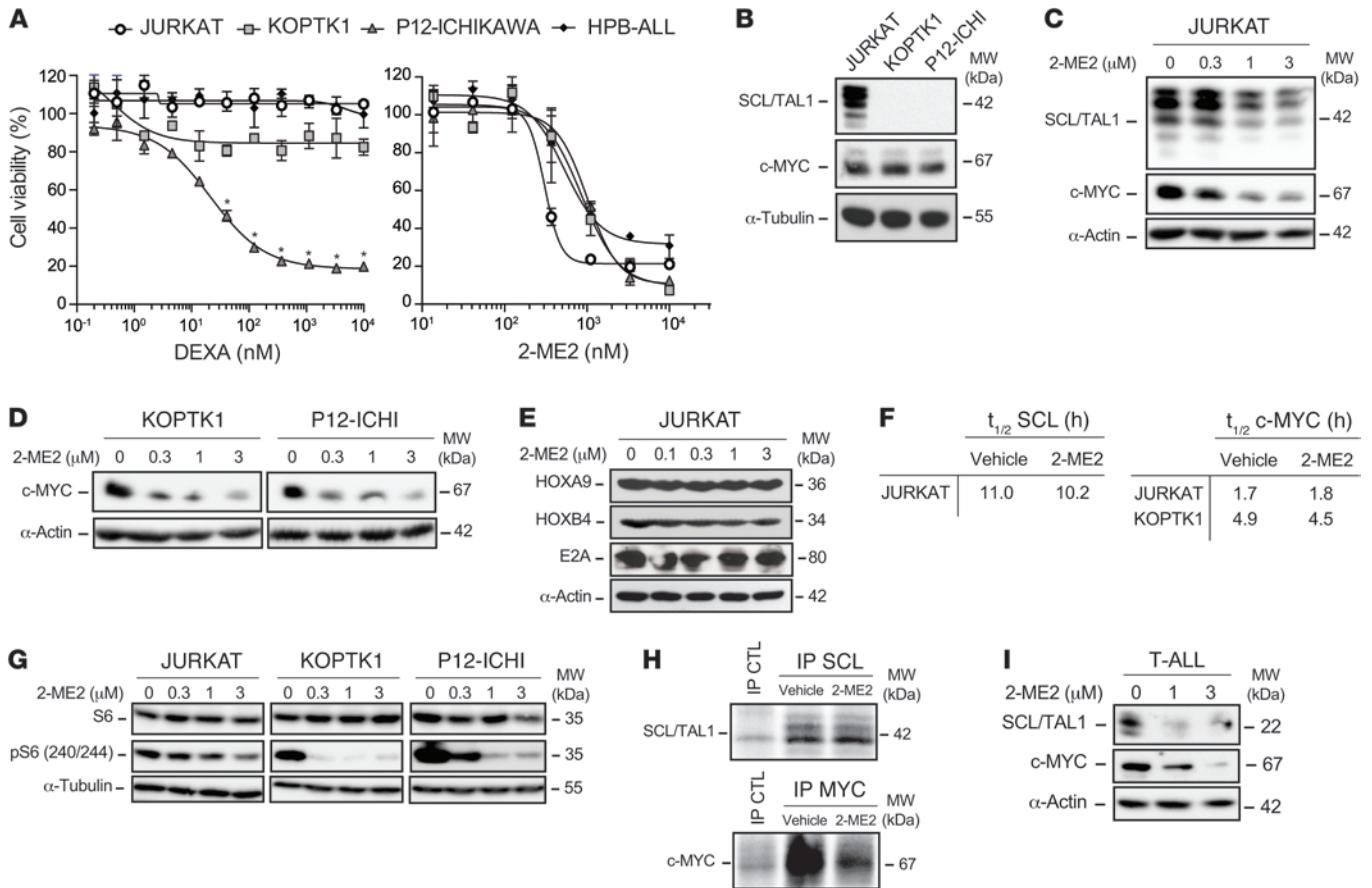 A
JURKAT KOPTK1 P12-ICHIKAWA HPB-ALL
Cell viability (%)
120
100
80
60
40
20
0
10-1 100 101 102 103 104
DEXA (nM)
* * * * * *
120
100
80
60
40
20
0
101 102 103 104
2-ME2 (nM)
B
JURKAT
KOPTK1
P12-ICHI
MW (kDa)
SCL/TAL1 – – 42
c-MYC – – 67
α-Tubulin – – 55
C
JURKAT
2-ME2 (μM) 0 0.3 1 3
MW (kDa)
SCL/TAL1 – – 42
c-MYC – – 67
α-Actin – – 42
D
KOPTK1 P12-ICHI
MW (kDa)
2-ME2 (μM) 0 0.3 1 3 0 0.3 1 3
c-MYC – – 67
α-Actin – – 42
E
JURKAT
MW (kDa)
2-ME2 (μM) 0 0.1 0.3 1 3
HOXA9 – – 36
HOXB4 – – 34
E2A – – 80
α-Actin – – 42
F
t1/2 SCL (h)
Vehicle 2-ME2
JURKAT 11.0 10.2
t1/2 c-MYC (h)
Vehicle 2-ME2
JURKAT 1.7 1.8
KOPTK1 4.9 4.5
G
JURKAT KOPTK1 P12-ICHI
MW (kDa)
2-ME2 (μM) 0 0.3 1 3 0 0.3 1 3 0 0.3 1 3
S6 – – 35
pS6 (240/244) – – 35
α-Tubulin – – 55
H
IP CTL
IP SCL
Vehicle 2-ME2
MW (kDa)
SCL/TAL1 – – 42
IP CTL
IP MYC
Vehicle 2-ME2
MW (kDa)
c-MYC – – 67
I
T-ALL
MW (kDa)
2-ME2 (μM) 0 1 3
SCL/TAL1 – – 22
c-MYC – – 67
α-Actin – – 42